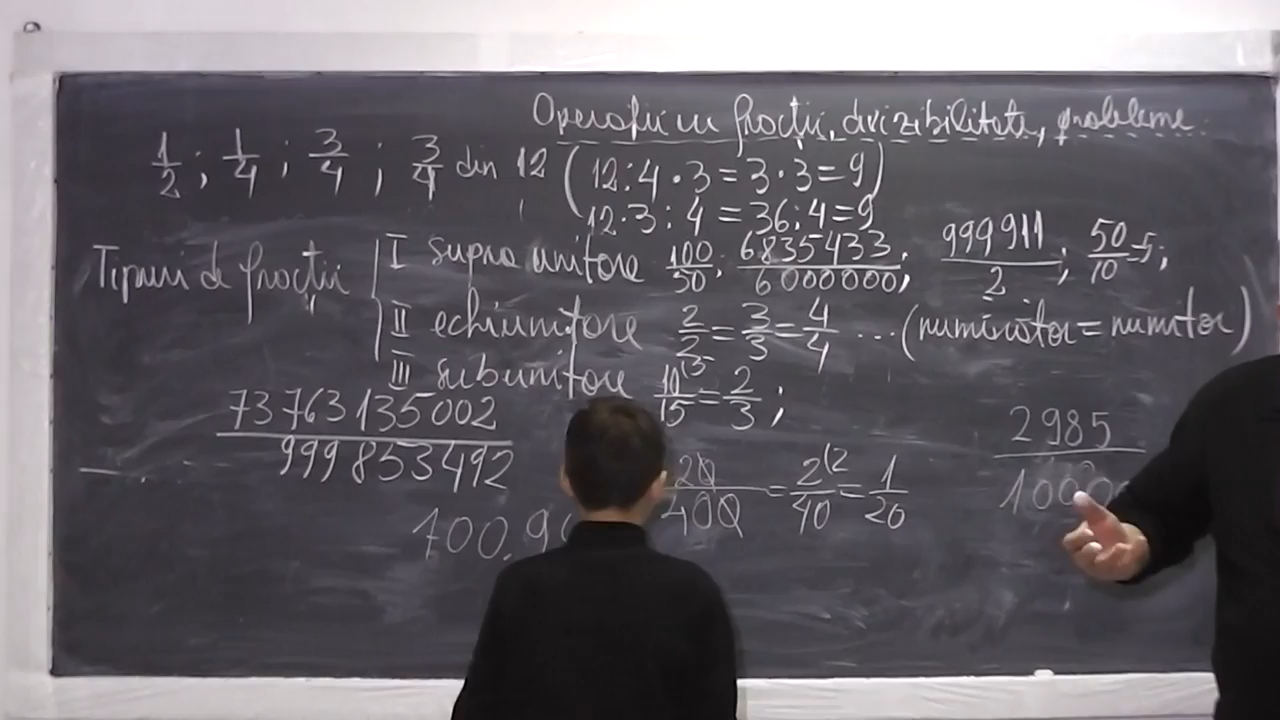 Operații cu fracții, divizibilitate, probleme.
1/2 ; 1/4 ; 3/4 ; 3/4 din 12 (12:4·3=3·3=9)
12·3:4=36:4=9
Tipuri de fracții
I supraunitare 100/50; 6835433/6000000; 999911/2; 50/10=5;
II echiunitare 2/2=3/3=4/4 ...(numărător=numitor)
III subunitare 10/15 (5 = 2/3;
73763135002/999853492
20/400=2/40 (2 =1/20
2985